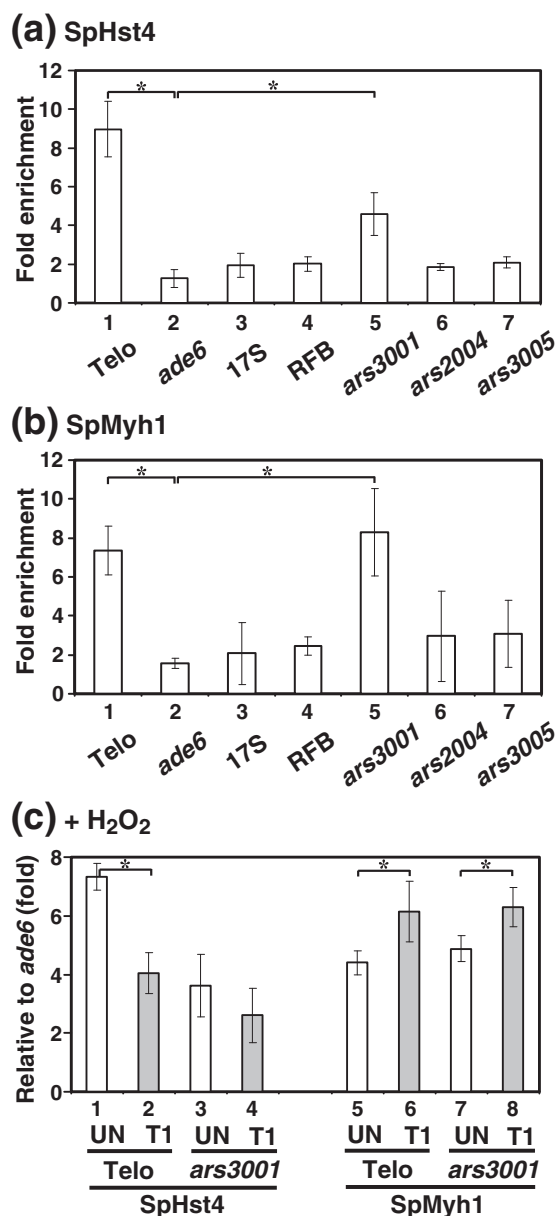 (a) SpHst4
Fold enrichment
12
10
8
6
4
2
0
* *
1 2 3 4 5 6 7
Telo ade6 17S RFB ars3001 ars2004 ars3005
(b) SpMyh1
Fold enrichment
12
10
8
6
4
2
0
* *
1 2 3 4 5 6 7
Telo ade6 17S RFB ars3001 ars2004 ars3005
(c) + H₂O₂
Relative to ade6 (fold)
8
6
4
2
0
* * *
1 2 3 4 5 6 7 8
UN T1 UN T1 UN T1 UN T1
Telo ars3001 Telo ars3001
SpHst4 SpMyh1